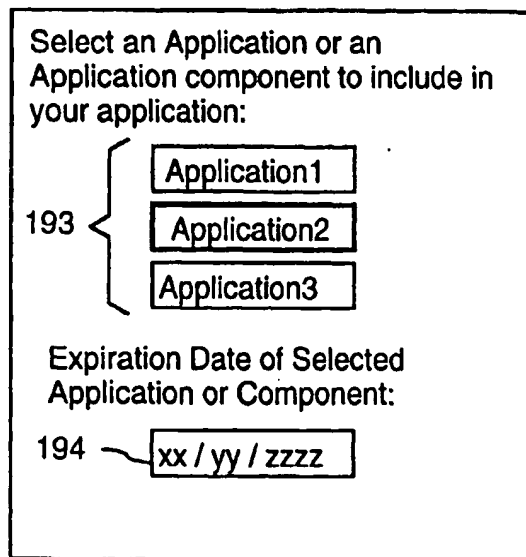 Select an Application or an
Application component to include in
your application:
Application1
193
Application2
Application3
Expiration Date of Selected
Application or Component:
194
xx / yy / zzzz